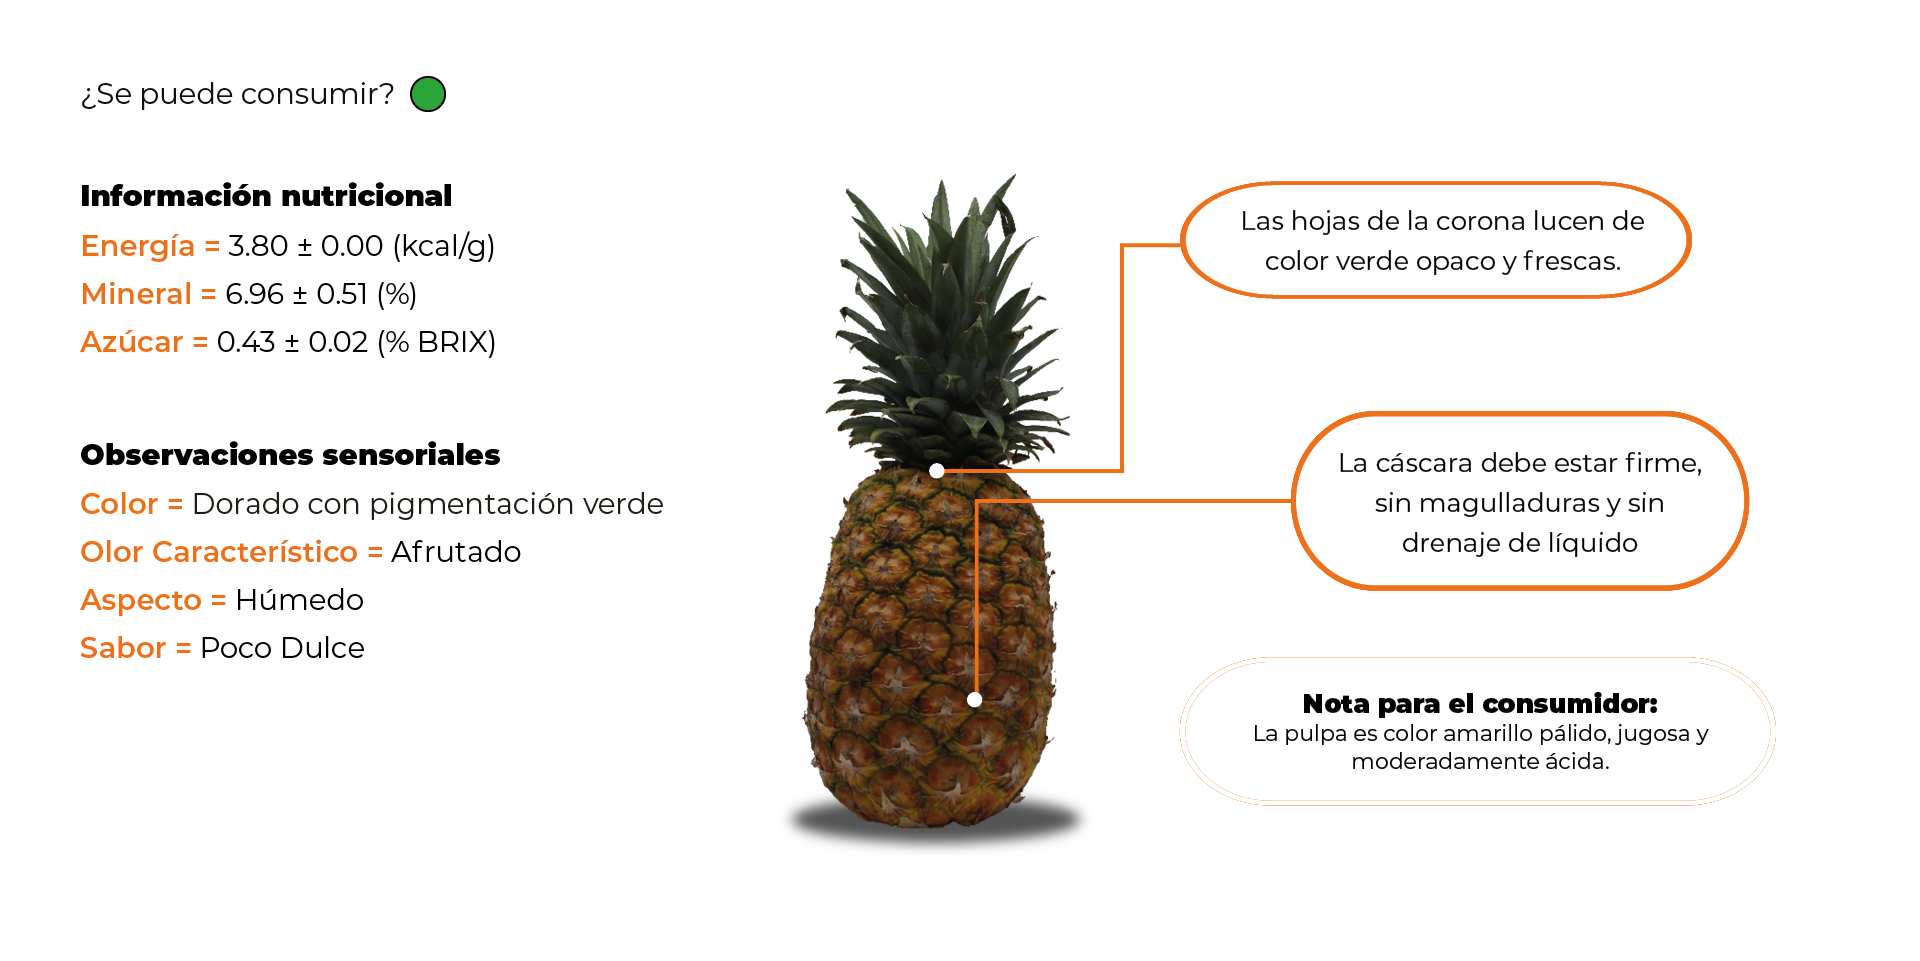 ¿Se puede consumir?
Información nutricional
Energía = 3.80 ± 0.00 (kcal/g)
Mineral = 6.96 ± 0.51 (%)
Azúcar = 0.43 ± 0.02 (% BRIX)
Observaciones sensoriales
Color = Dorado con pigmentación verde
Olor Característico = Afrutado
Aspecto = Húmedo
Sabor = Poco Dulce
Las hojas de la corona lucen de
color verde opaco y frescas.
La cáscara debe estar firme,
sin magulladuras y sin
drenaje de líquido
Nota para el consumidor:
La pulpa es color amarillo pálido, jugosa y
moderadamente ácida.